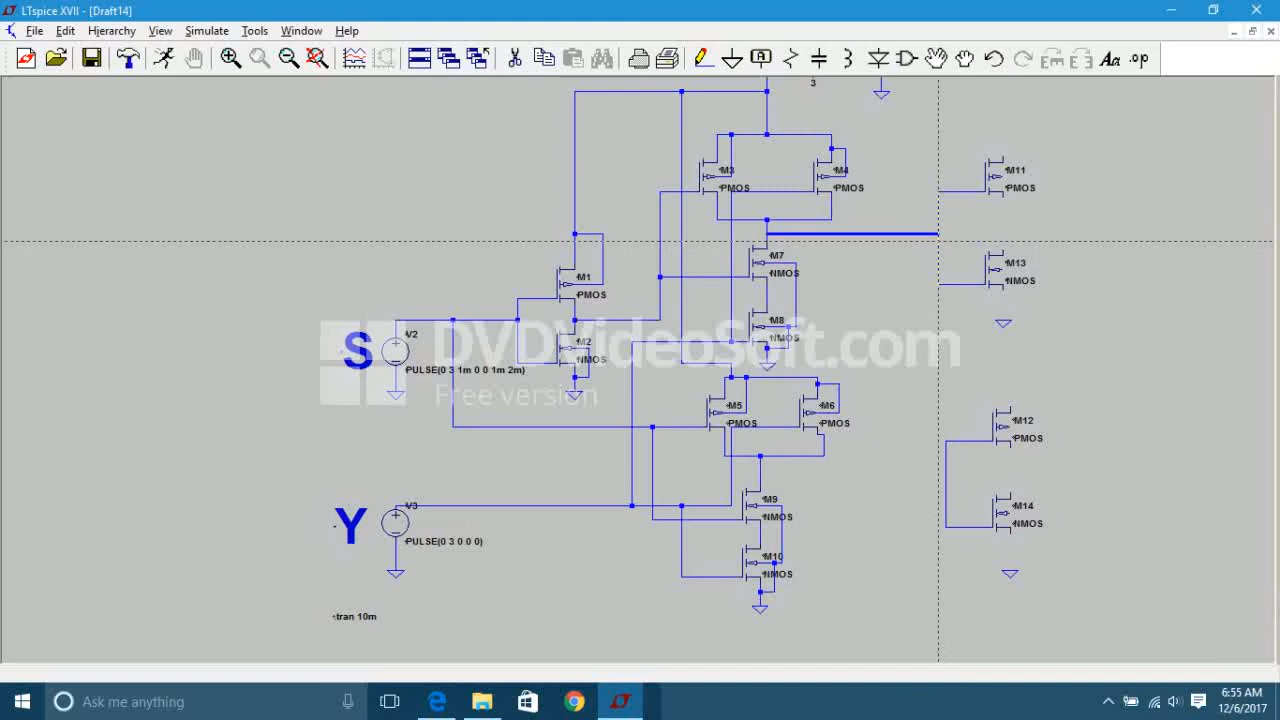 LTspice XVII - [Draft14]
File Edit View Hierarchy View Simulate Tools Window Help
Aa .op
3
M3
PMOS
M4
PMOS
M11
PMOS
M7
NMOS
M13
NMOS
M1
PMOS
M8
NMOS
S
V2
PULSE(0 3 1m 0 0 1m 2m)
M2
NMOS
DVDVideoSoft.com
Free version
M5
PMOS
M6
PMOS
M12
PMOS
Y
V3
PULSE(0 3 0 0 0)
M9
NMOS
M14
NMOS
M10
NMOS
.tran 10m
Ask me anything
6:55 AM
12/6/2017